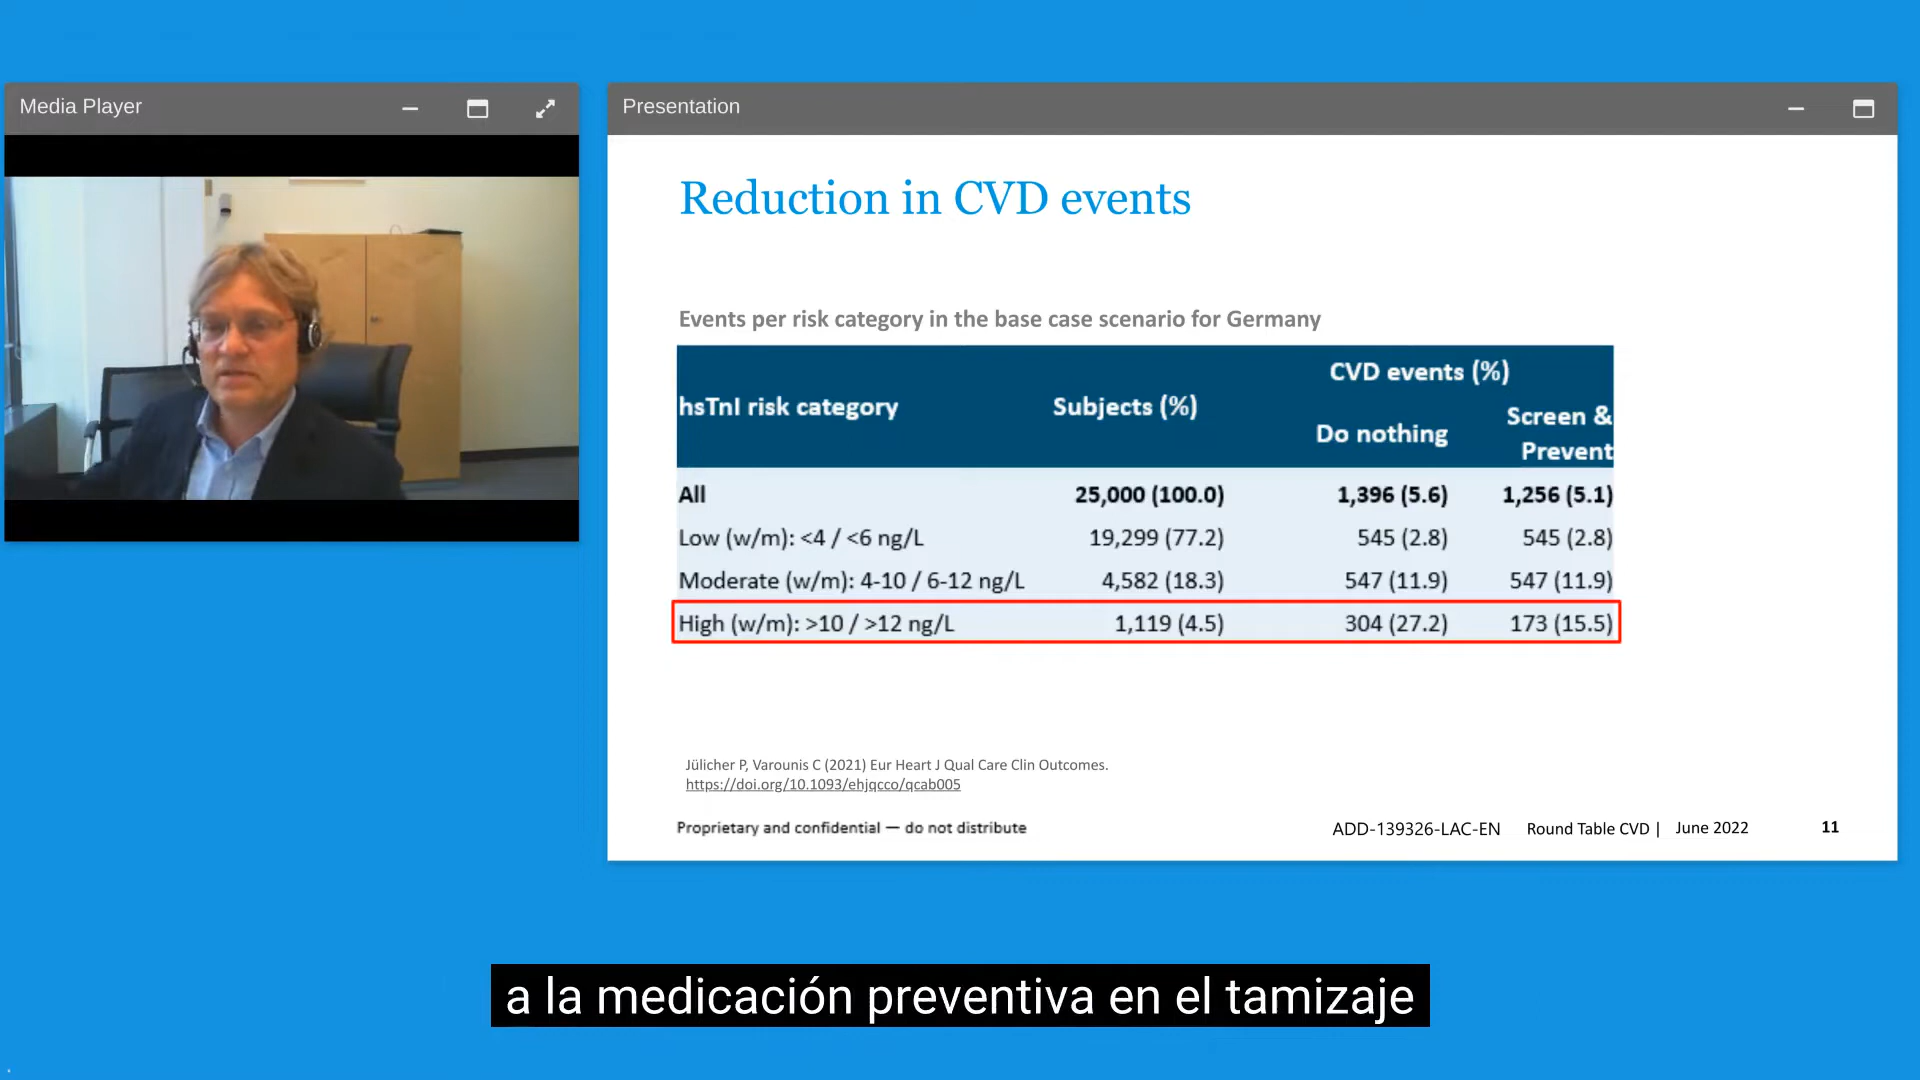 Media Player
Presentation
Reduction in CVD events
Events per risk category in the base case scenario for Germany
hsTnI risk category Subjects (%) CVD events (%)
Do nothing Screen & Prevent
All 25,000 (100.0) 1,396 (5.6) 1,256 (5.1)
Low (w/m): <4 / <6 ng/L 19,299 (77.2) 545 (2.8) 545 (2.8)
Moderate (w/m): 4-10 / 6-12 ng/L 4,582 (18.3) 547 (11.9) 547 (11.9)
High (w/m): >10 / >12 ng/L 1,119 (4.5) 304 (27.2) 173 (15.5)
Jülicher P, Varounis C (2021) Eur Heart J Qual Care Clin Outcomes.
https://doi.org/10.1093/ehjqcco/qcab005
Proprietary and confidential — do not distribute ADD-139326-LAC-EN Round Table CVD | June 2022 11
a la medicación preventiva en el tamizaje